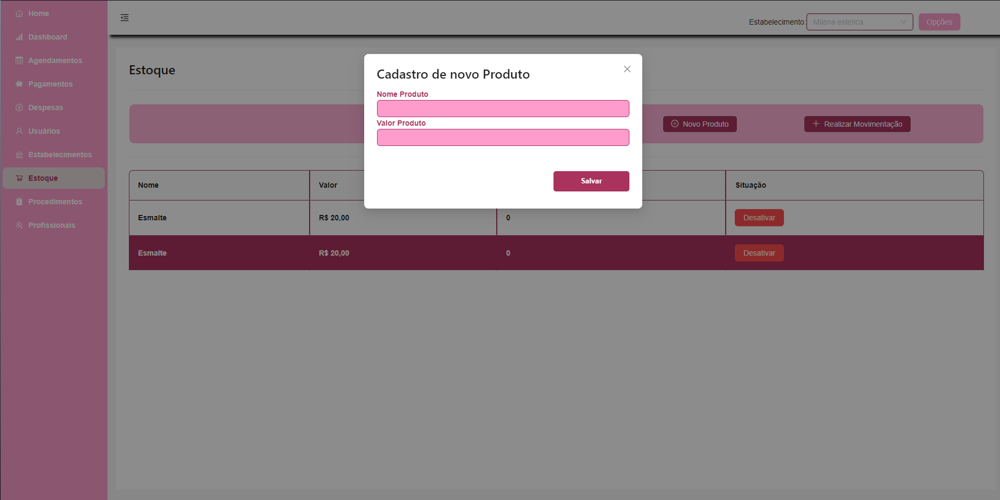 Home
Dashboard
Agendamentos
Pagamentos
Despesas
Usuários
Estabelecimentos
Estoque
Procedimentos
Profissionais
Estabelecimento: Milena estetica Opções
Estoque
Novo Produto Realizar Movimentação
Cadastro de novo Produto
Nome Produto
Valor Produto
Salvar
Nome Valor Situação
Esmalte R$ 20,00 0 Desativar
Esmalte R$ 20,00 0 Desativar